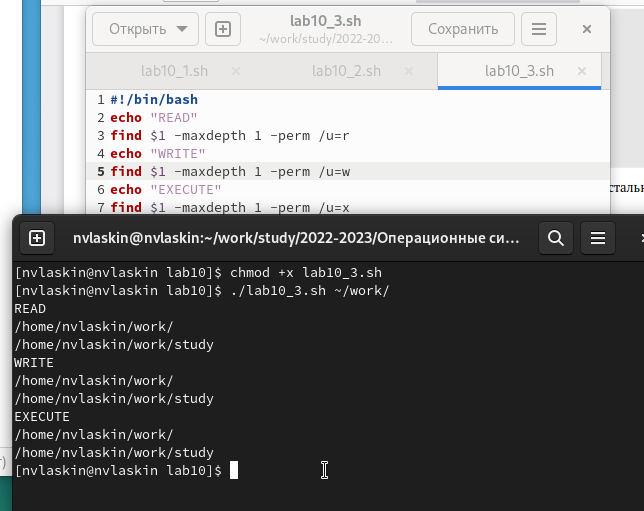 Открыть
lab10_3.sh
~/work/study/2022-20…
Сохранить
lab10_1.sh
lab10_2.sh
lab10_3.sh
1 #!/bin/bash
2 echo "READ"
3 find $1 -maxdepth 1 -perm /u=r
4 echo "WRITE"
5 find $1 -maxdepth 1 -perm /u=w
6 echo "EXECUTE"
7 find $1 -maxdepth 1 -perm /u=x
nvlaskin@nvlaskin:~/work/study/2022-2023/Операционные си…
[nvlaskin@nvlaskin lab10]$ chmod +x lab10_3.sh
[nvlaskin@nvlaskin lab10]$ ./lab10_3.sh ~/work/
READ
/home/nvlaskin/work/
/home/nvlaskin/work/study
WRITE
/home/nvlaskin/work/
/home/nvlaskin/work/study
EXECUTE
/home/nvlaskin/work/
/home/nvlaskin/work/study
[nvlaskin@nvlaskin lab10]$